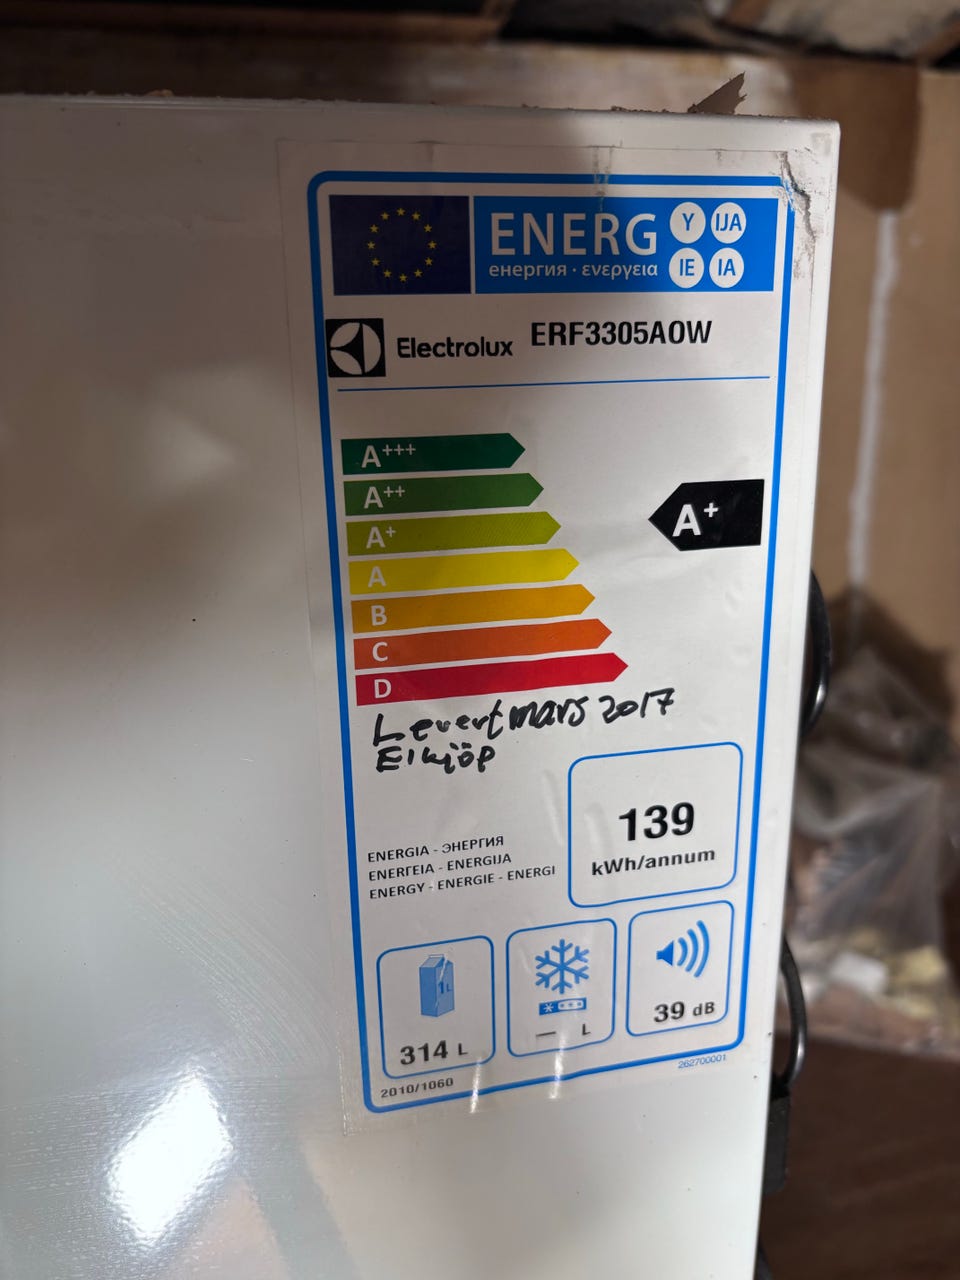 ENERG Y IJA
енергия · ενεργεια IE IA
Electrolux ERF3305AOW
A+++
A++
A+
A+
A
B
C
D
Levert mars 2017
Elkjöp
139
kWh/annum
ENERGIA - ЭНЕРГИЯ
ΕΝΕΡΓΕΙΑ - ENERGIJA
ENERGY - ENERGIE - ENERGI
1L
314 L
— L
39 dB
2010/1060
262700001